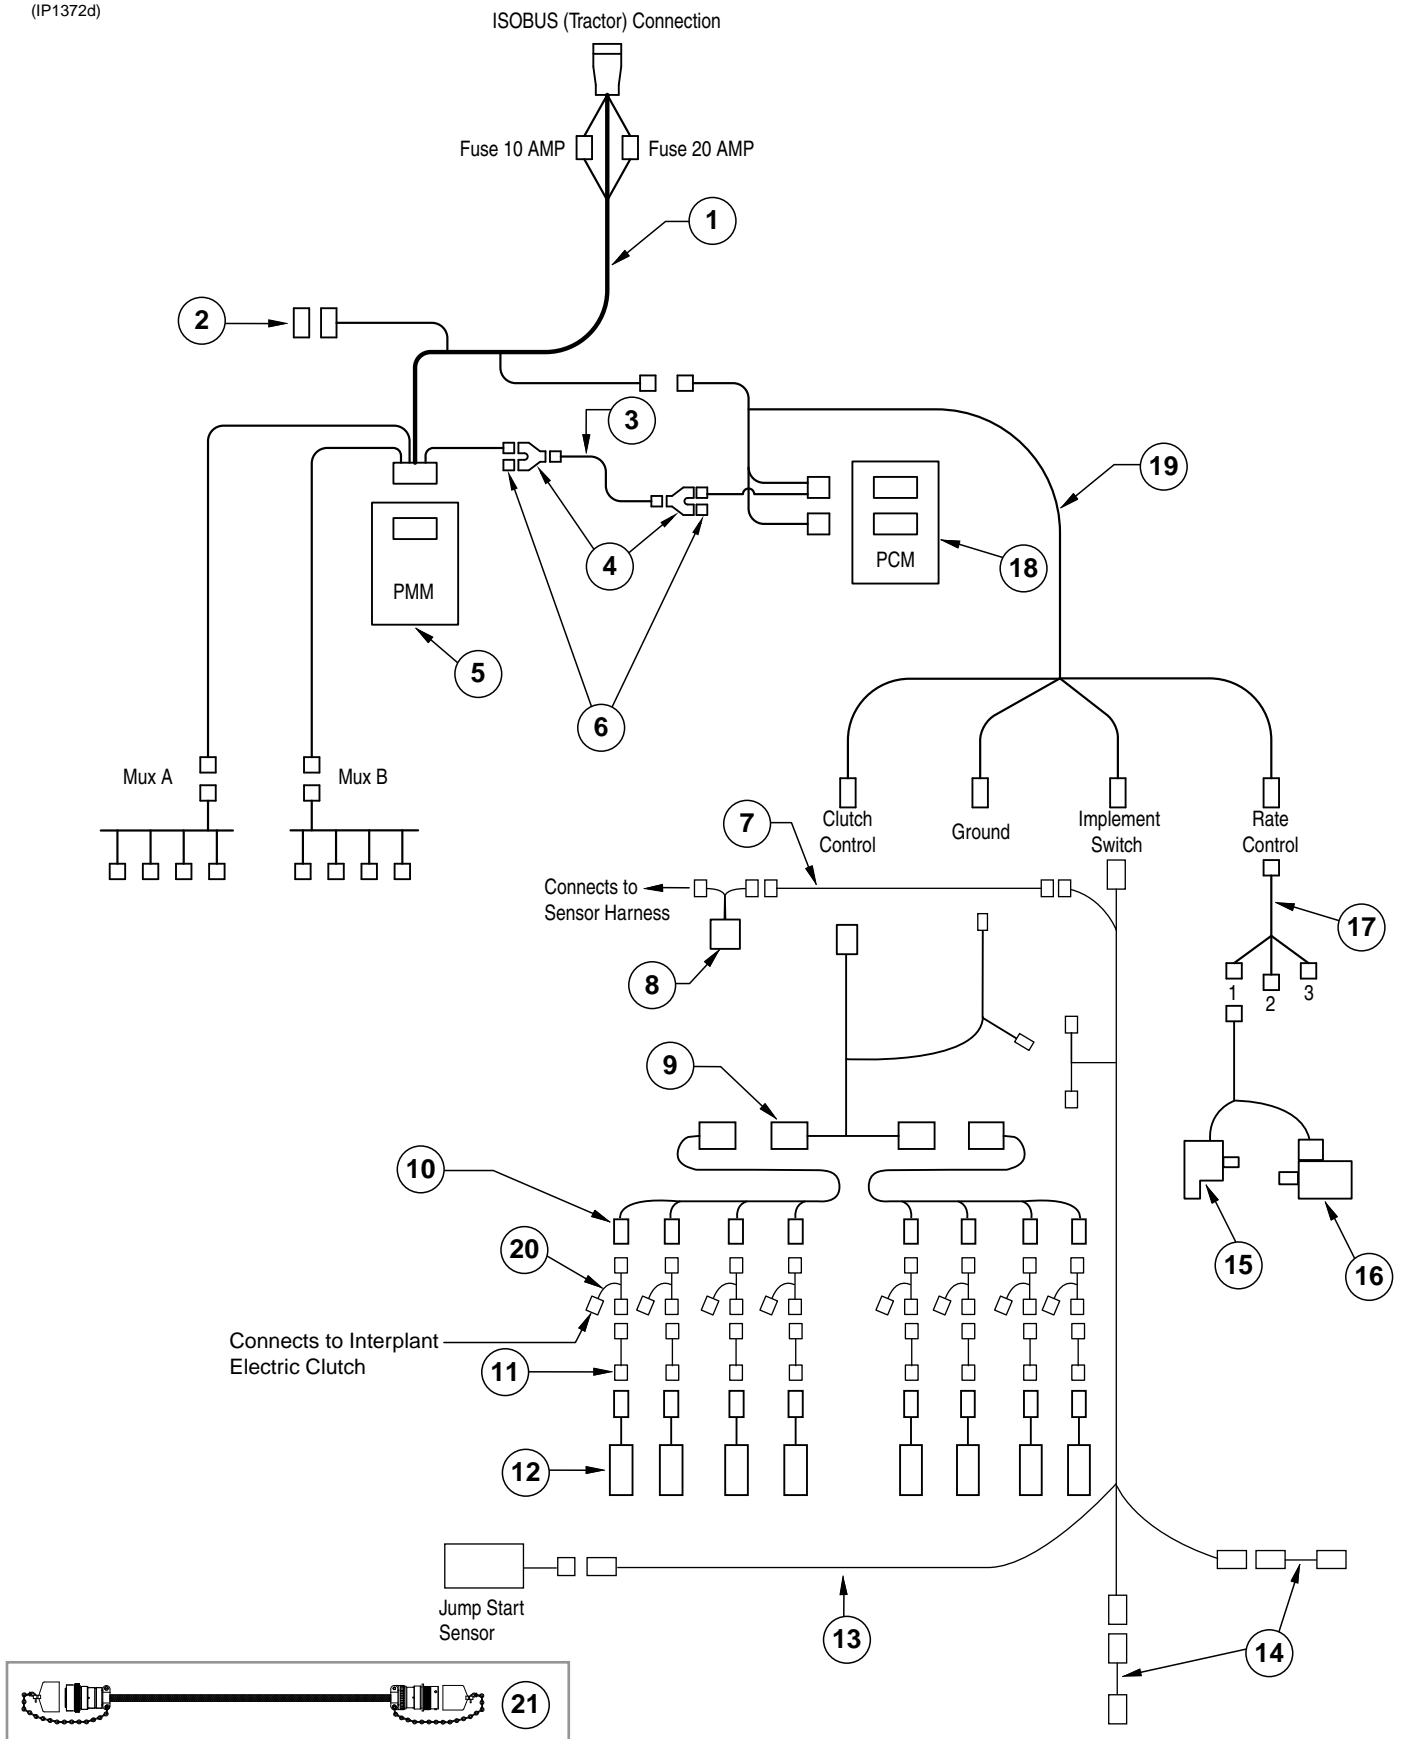 (IP1372d)
ISOBUS (Tractor) Connection
Fuse 10 AMP
Fuse 20 AMP
1
2
3
19
4
PCM
18
PMM
5
6
Mux A
Mux B
7
Clutch
Control
Ground
Implement
Switch
Rate
Control
Connects to
Sensor Harness
17
8
1
2
3
9
10
20
15
16
Connects to Interplant
Electric Clutch
11
12
Jump Start
Sensor
13
14
21